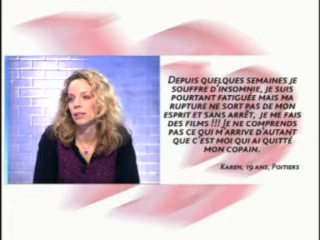 DEPUIS QUELQUES SEMAINES JE
SOUFFRE D'INSOMNIE, JE SUIS
POURTANT FATIGUÉE MAIS MA
RUPTURE NE SORT PAS DE MON
ESPRIT ET SANS ARRÊT, JE ME FAIS
DES FILMS !!! JE NE COMPRENDS
PAS CE QUI M'ARRIVE D'AUTANT
QUE C'EST MOI QUI AI QUITTÉ
MON COPAIN.
KAREN, 19 ANS, POITIERS